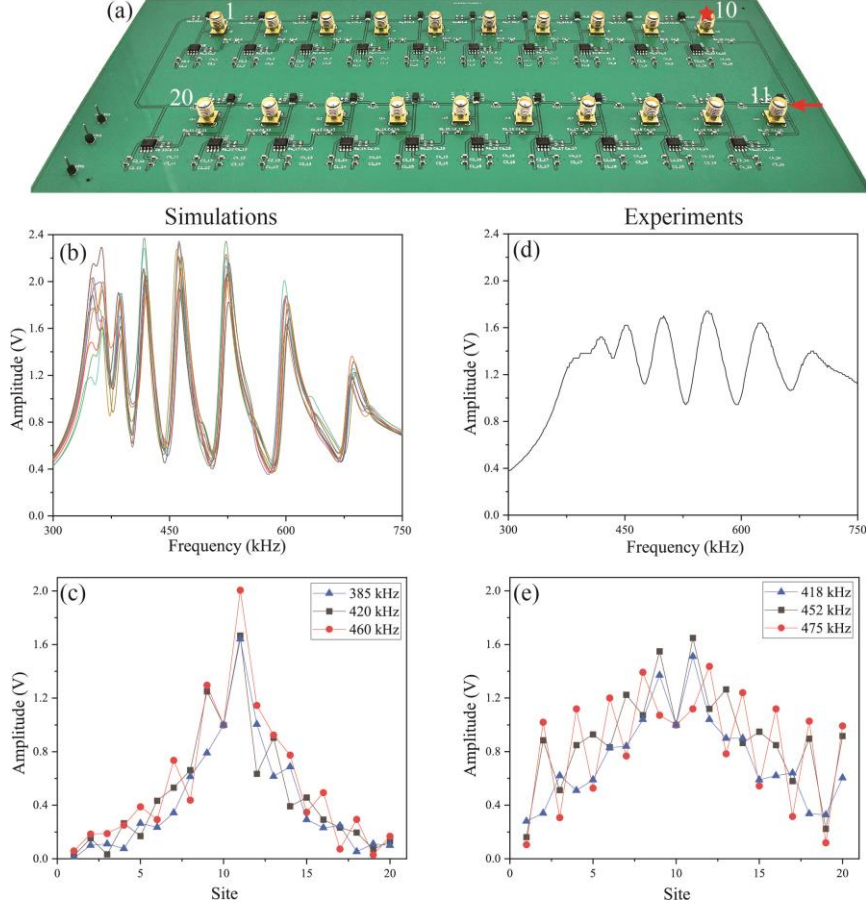 (a)
1
10
20
11
Simulations
Experiments
(b)
2.4
2.0
1.6
1.2
0.8
0.4
0.0
Amplitude (V)
300
450
600
750
Frequency (kHz)
(d)
2.4
2.0
1.6
1.2
0.8
0.4
0.0
Amplitude (V)
300
450
600
750
Frequency (kHz)
(c)
385 kHz
420 kHz
460 kHz
2.0
1.6
1.2
0.8
0.4
0.0
Amplitude (V)
0
5
10
15
20
Site
(e)
418 kHz
452 kHz
475 kHz
2.0
1.6
1.2
0.8
0.4
0.0
Amplitude (V)
0
5
10
15
20
Site